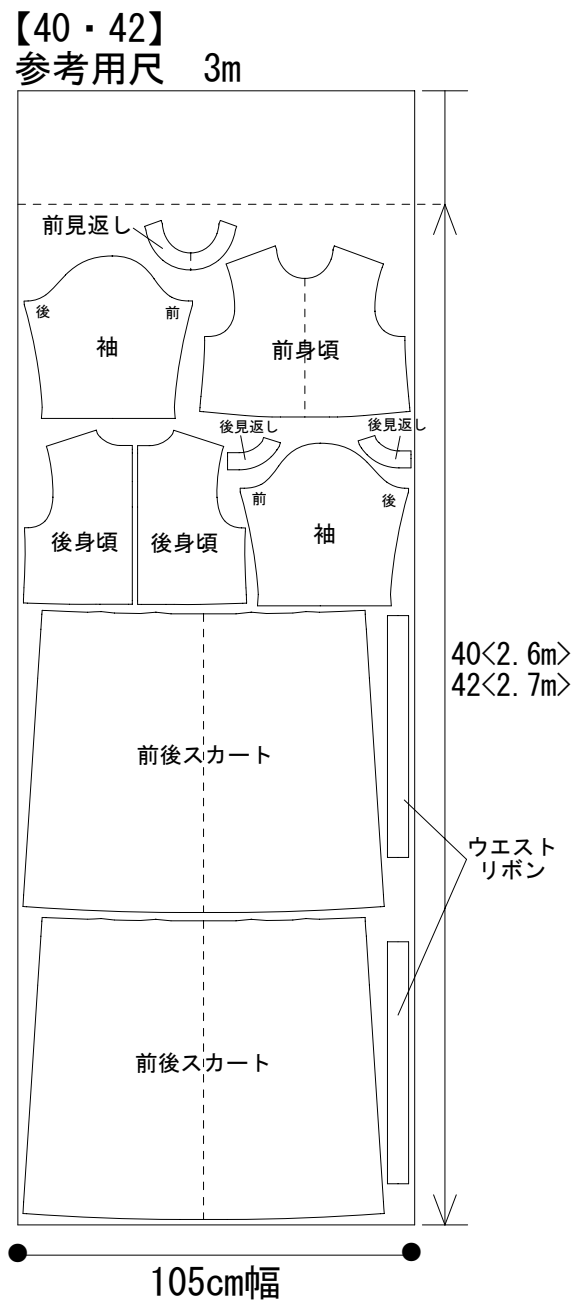 【40・42】
参考用尺　3m
前見返し
後
前
袖
前身頃
後見返し
後見返し
前
後
後身頃
後身頃
袖
40<2.6m>
42<2.7m>
前後スカート
ウエスト
リボン
前後スカート
105cm幅